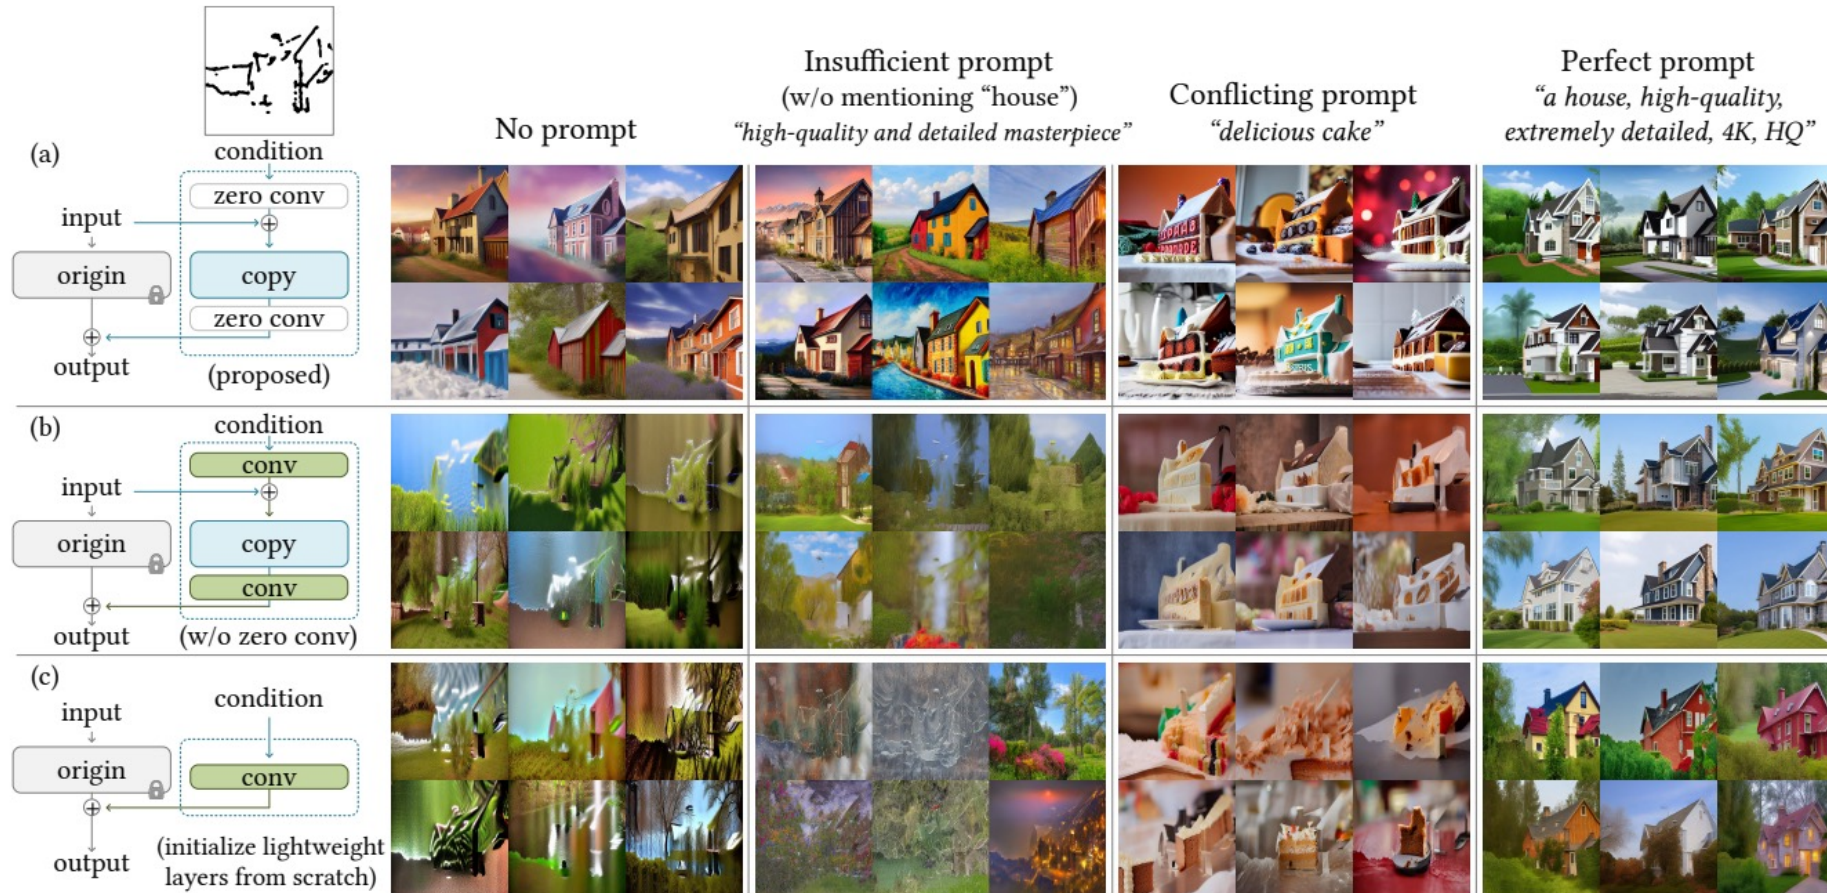 No prompt
Insufficient prompt
(w/o mentioning “house”)
“high-quality and detailed masterpiece”
Conflicting prompt
“delicious cake”
Perfect prompt
“a house, high-quality,
extremely detailed, 4K, HQ”
(a)
condition
zero conv
input
origin
copy
zero conv
output
(proposed)
(b)
condition
conv
input
origin
copy
conv
output
(w/o zero conv)
(c)
condition
input
origin
conv
output
(initialize lightweight
layers from scratch)